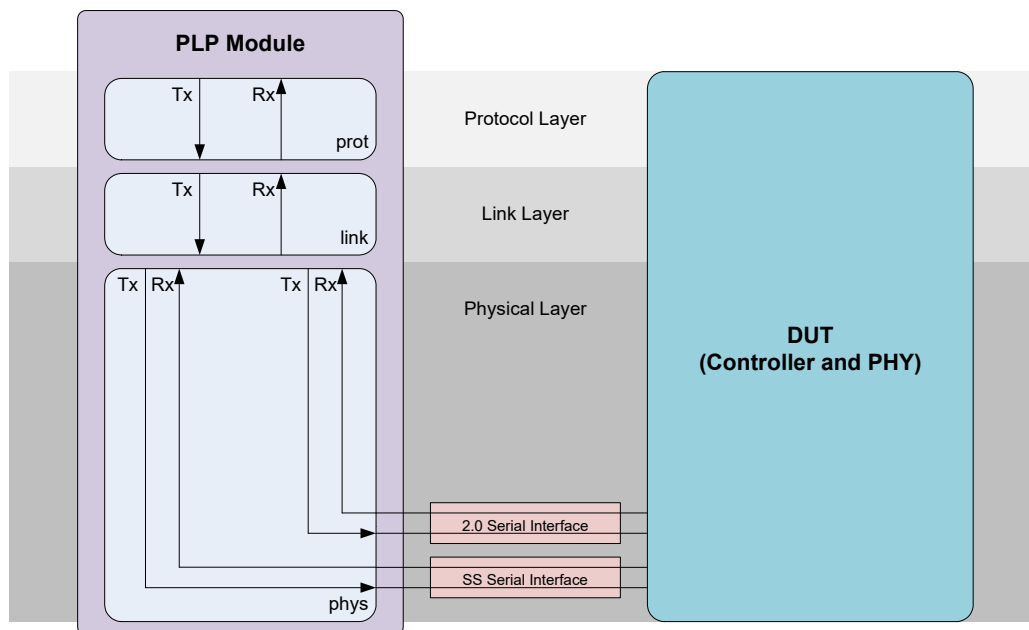 PLP Module
Tx Rx
prot
Protocol Layer
Tx Rx
link
Link Layer
Tx Rx Tx Rx
Physical Layer
DUT
(Controller and PHY)
2.0 Serial Interface
SS Serial Interface
phys